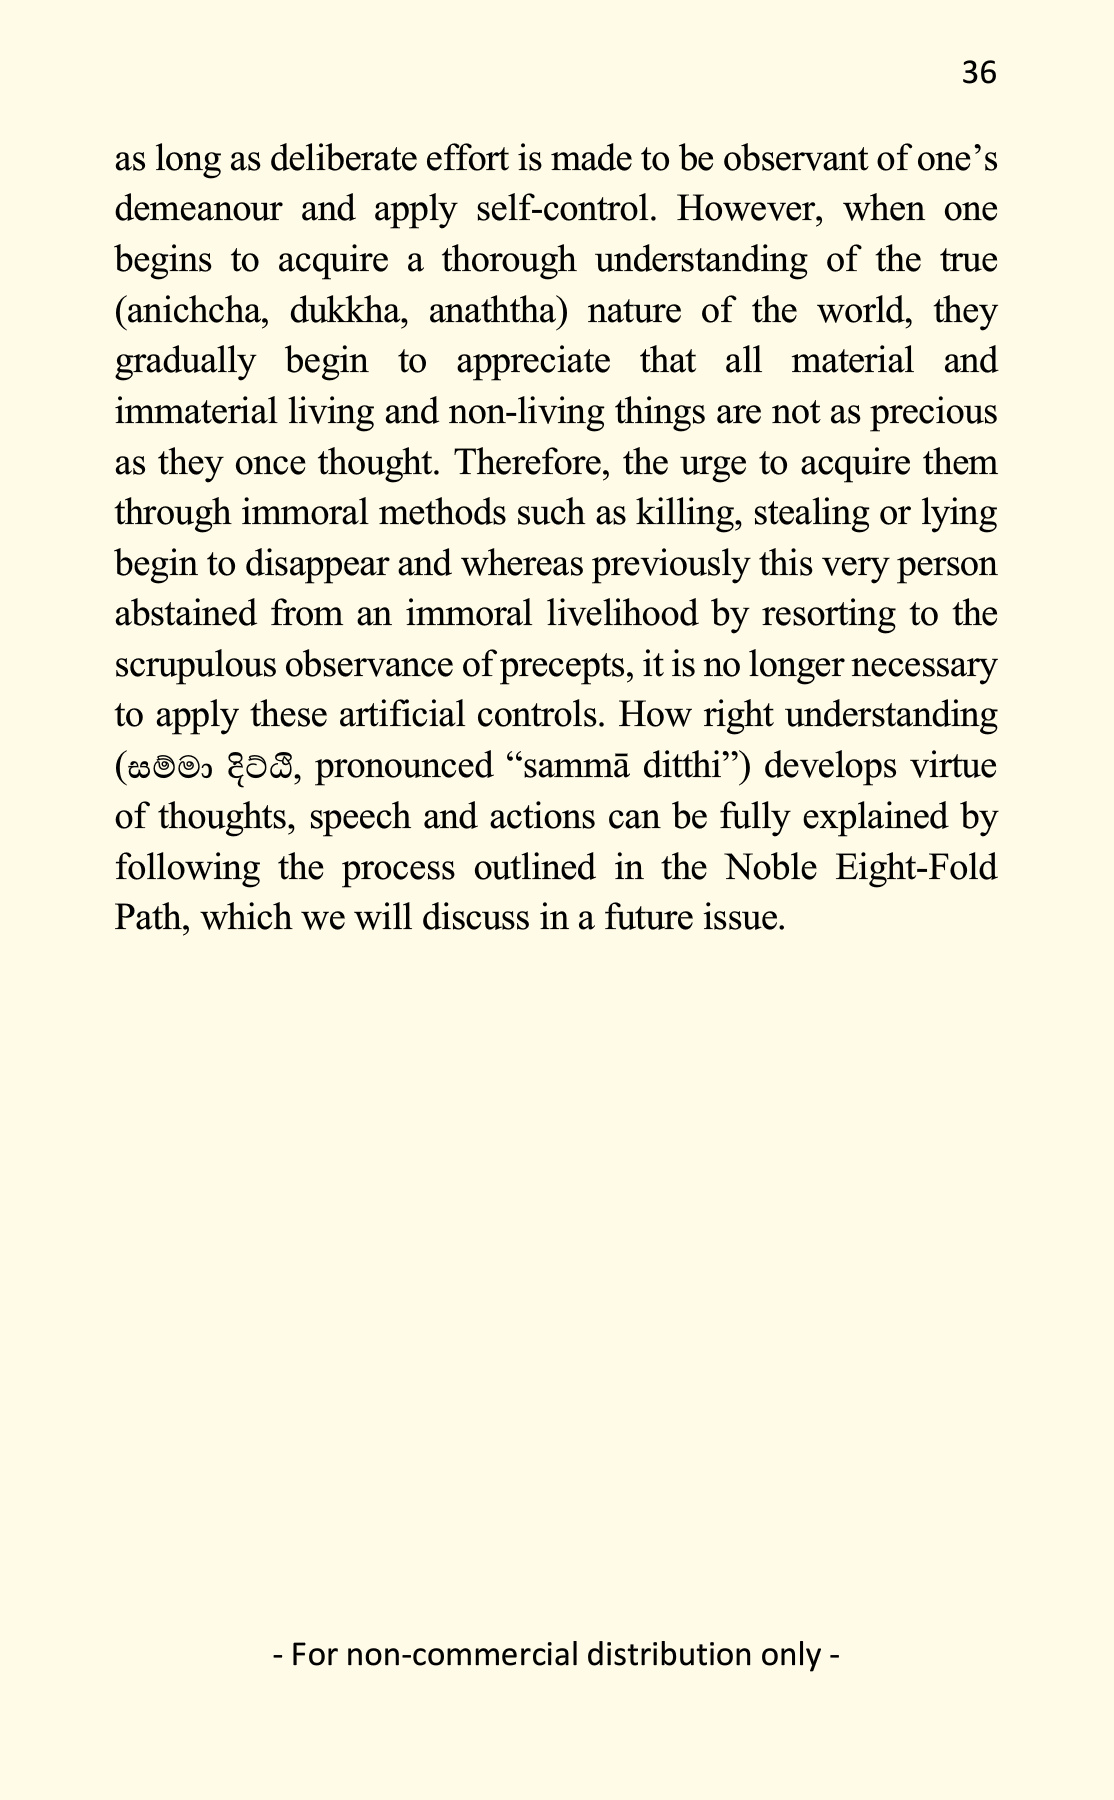 36
as long as deliberate effort is made to be observant of one’s
demeanour and apply self-control. However, when one
begins to acquire a thorough understanding of the true
(anichcha, dukkha, anaththa) nature of the world, they
gradually begin to appreciate that all material and
immaterial living and non-living things are not as precious
as they once thought. Therefore, the urge to acquire them
through immoral methods such as killing, stealing or lying
begin to disappear and whereas previously this very person
abstained from an immoral livelihood by resorting to the
scrupulous observance of precepts, it is no longer necessary
to apply these artificial controls. How right understanding
(සම්මා දිට්ඨි, pronounced “sammā ditthi”) develops virtue
of thoughts, speech and actions can be fully explained by
following the process outlined in the Noble Eight-Fold
Path, which we will discuss in a future issue.
- For non-commercial distribution only -